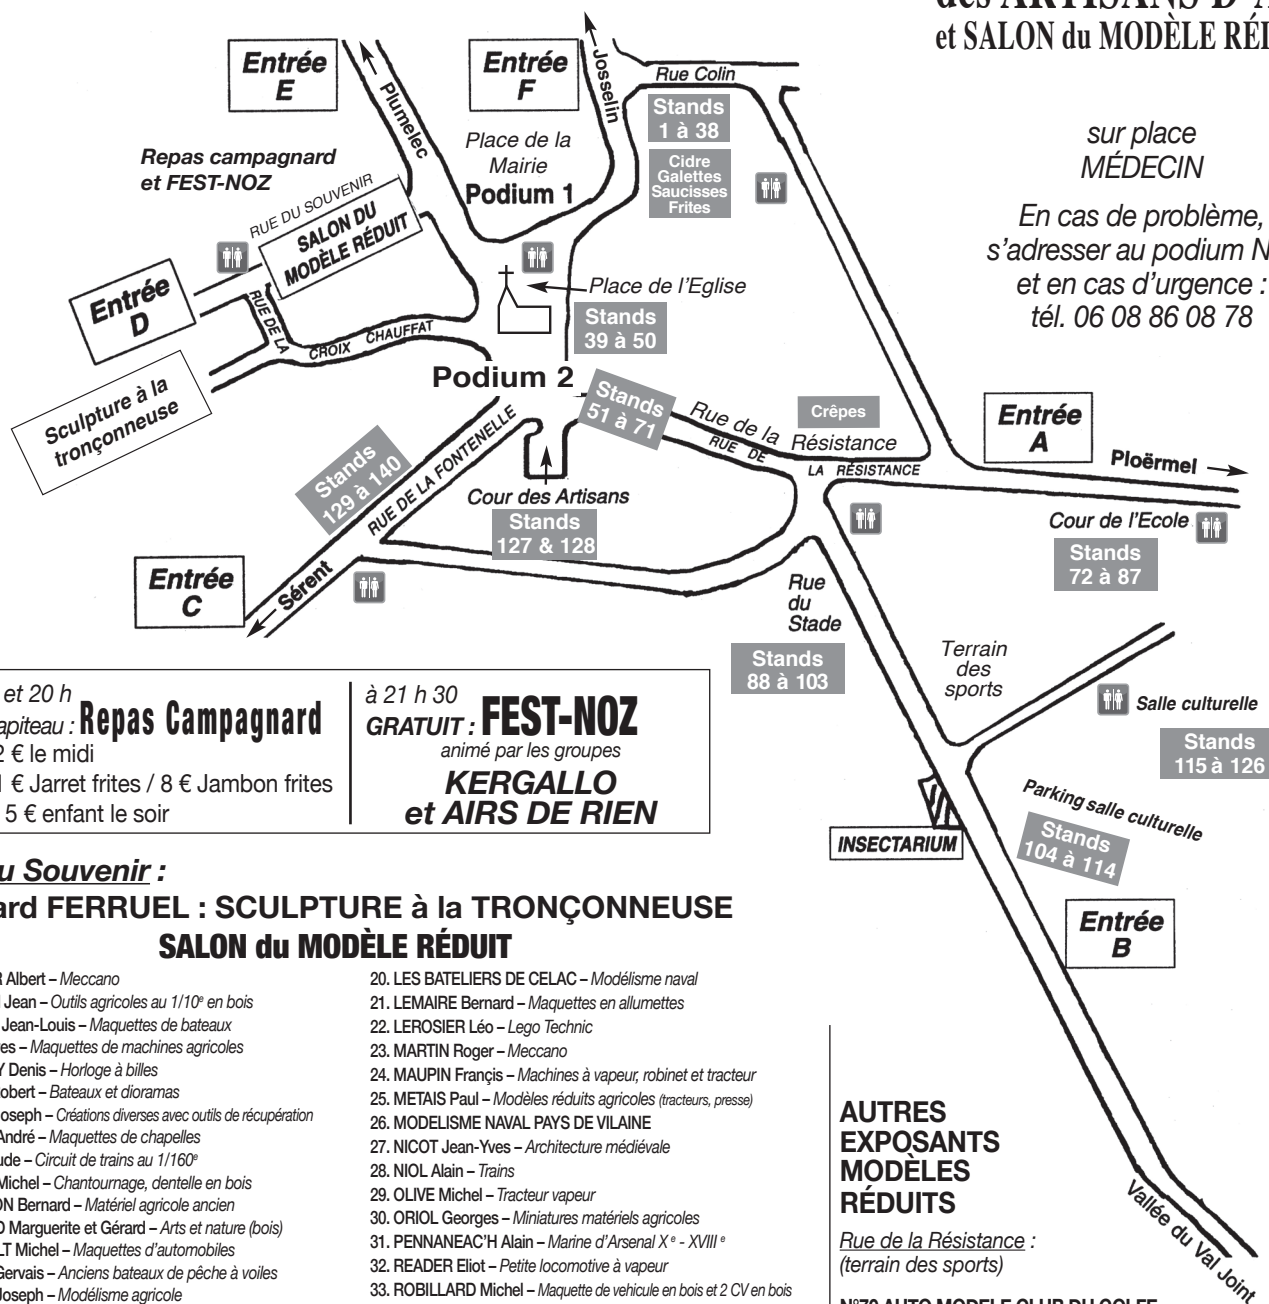 des ARTISANS D'A
et SALON du MODÈLE RÉD
sur place
MÉDECIN
En cas de problème,
s'adresser au podium N
et en cas d'urgence :
tél. 06 08 86 08 78
Entrée
E
Plumelec
Entrée
F
Josselin
Rue Colin
Stands
1 à 38
Cidre
Galettes
Saucisses
Frites
Place de la
Mairie
Podium 1
Repas campagnard
et FEST-NOZ
RUE DU SOUVENIR
SALON DU
MODÈLE RÉDUIT
Entrée
D
RUE DE LA
CROIX CHAUFFAT
Place de l'Eglise
Stands
39 à 50
Sculpture à la
tronçonneuse
Podium 2
Stands
51 à 71
Rue de la
Résistance
Crêpes
RUE DE
LA RÉSISTANCE
Entrée
A
Ploërmel
Stands
129 à 140
RUE DE LA FONTENELLE
Cour des Artisans
Stands
127 & 128
Cour de l'Ecole
Stands
72 à 87
Entrée
C
Sérent
Rue
du
Stade
Stands
88 à 103
Terrain
des
sports
Salle culturelle
Stands
115 à 126
Parking salle culturelle
Stands
104 à 114
INSECTARIUM
Entrée
B
Vallée du Val Joint
et 20 h
apiteau : Repas Campagnard
2 € le midi
1 € Jarret frites / 8 € Jambon frites
5 € enfant le soir
à 21 h 30
GRATUIT : FEST-NOZ
animé par les groupes
KERGALLO
et AIRS DE RIEN
u Souvenir :
ard FERRUEL : SCULPTURE à la TRONÇONNEUSE
SALON du MODÈLE RÉDUIT
R Albert – Meccano
Jean – Outils agricoles au 1/10e en bois
Jean-Louis – Maquettes de bateaux
es – Maquettes de machines agricoles
Y Denis – Horloge à billes
obert – Bateaux et dioramas
oseph – Créations diverses avec outils de récupération
André – Maquettes de chapelles
ude – Circuit de trains au 1/160e
Michel – Chantournage, dentelle en bois
ON Bernard – Matériel agricole ancien
D Marguerite et Gérard – Arts et nature (bois)
LT Michel – Maquettes d'automobiles
Gervais – Anciens bateaux de pêche à voiles
Joseph – Modélisme agricole
20. LES BATELIERS DE CELAC – Modélisme naval
21. LEMAIRE Bernard – Maquettes en allumettes
22. LEROSIER Léo – Lego Technic
23. MARTIN Roger – Meccano
24. MAUPIN Françis – Machines à vapeur, robinet et tracteur
25. METAIS Paul – Modèles réduits agricoles (tracteurs, presse)
26. MODELISME NAVAL PAYS DE VILAINE
27. NICOT Jean-Yves – Architecture médiévale
28. NIOL Alain – Trains
29. OLIVE Michel – Tracteur vapeur
30. ORIOL Georges – Miniatures matériels agricoles
31. PENNANEAC'H Alain – Marine d'Arsenal X e - XVIII e
32. READER Eliot – Petite locomotive à vapeur
33. ROBILLARD Michel – Maquette de vehicule en bois et 2 CV en bois
AUTRES
EXPOSANTS
MODÈLES
RÉDUITS
Rue de la Résistance :
(terrain des sports)
N°70 AUTO MODELE CLUB DU GOLFE